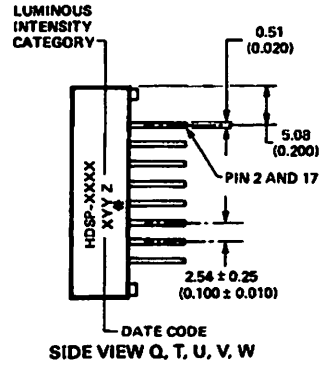 LUMINOUS
INTENSITY
CATEGORY
0.51
(0.020)
5.08
(0.200)
PIN 2 AND 17
HDSP-XXXX
XYY Z
*
2.54 ± 0.25
(0.100 ± 0.010)
DATE CODE
SIDE VIEW Q, T, U, V, W